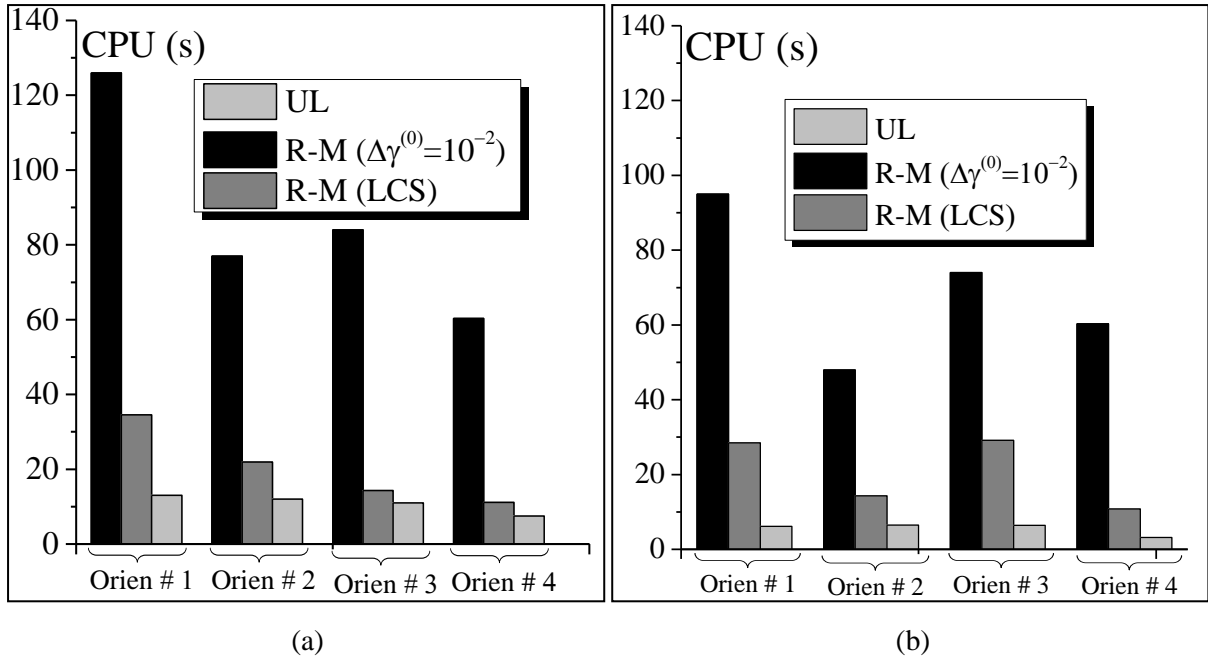 140
120
100
80
60
40
20
0
CPU (s)
UL
R-M (Δγ⁽⁰⁾=10⁻²)
R-M (LCS)
Orien # 1
Orien # 2
Orien # 3
Orien # 4
(a)
140
120
100
80
60
40
20
0
CPU (s)
UL
R-M (Δγ⁽⁰⁾=10⁻²)
R-M (LCS)
Orien # 1
Orien # 2
Orien # 3
Orien # 4
(b)